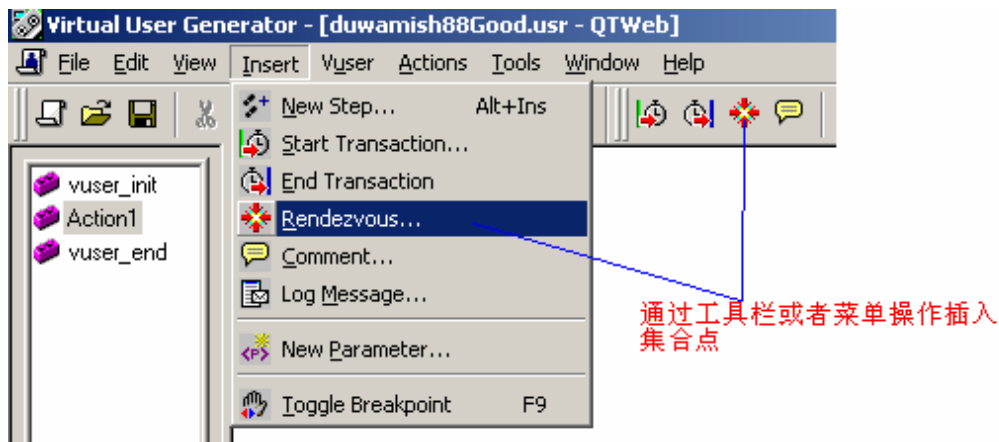 Virtual User Generator - [duwamish88Good.usr - QTWeb]
File Edit View Insert Vuser Actions Tools Window Help
New Step... Alt+Ins
Start Transaction...
End Transaction
Rendezvous...
Comment...
Log Message...
<P> New Parameter...
Toggle Breakpoint F9
vuser_init
Action1
vuser_end
通过工具栏或者菜单操作插入
集合点